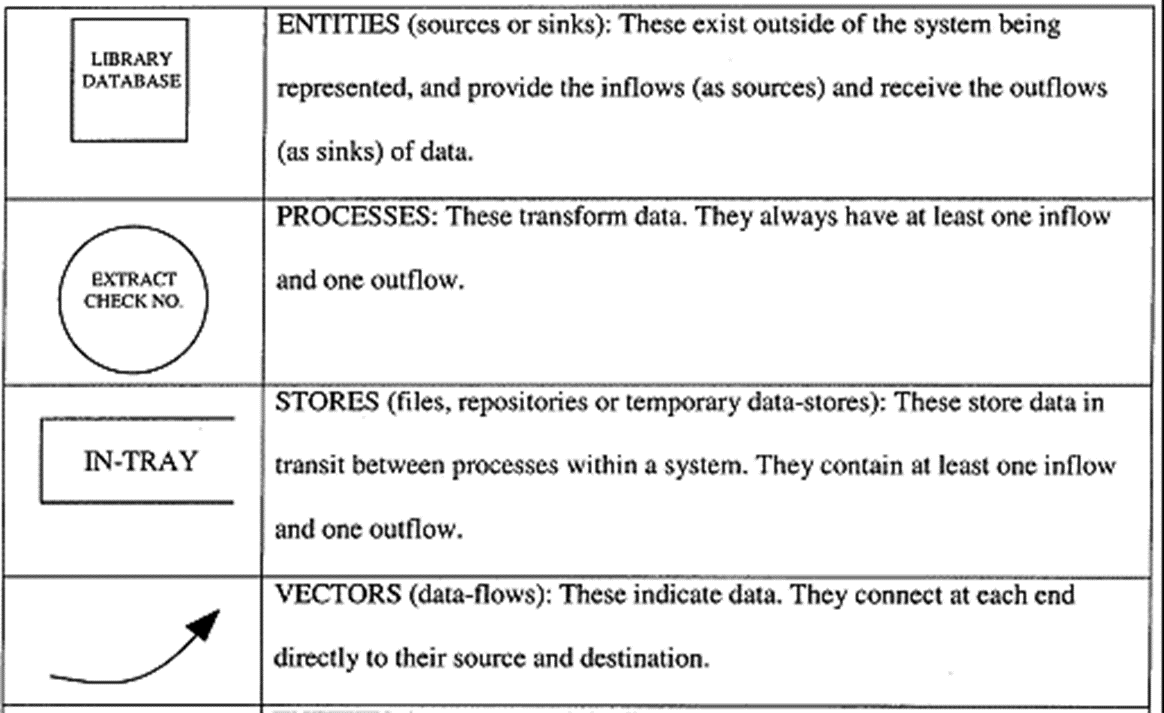 LIBRARY
DATABASE
ENTITIES (sources or sinks): These exist outside of the system being
represented, and provide the inflows (as sources) and receive the outflows
(as sinks) of data.
EXTRACT
CHECK NO.
PROCESSES: These transform data. They always have at least one inflow
and one outflow.
IN-TRAY
STORES (files, repositories or temporary data-stores): These store data in
transit between processes within a system. They contain at least one inflow
and one outflow.
VECTORS (data-flows): These indicate data. They connect at each end
directly to their source and destination.